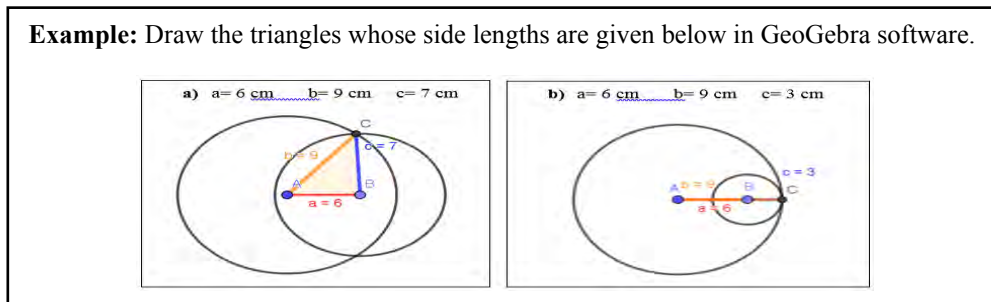 Example: Draw the triangles whose side lengths are given below in GeoGebra software.
a) a= 6 cm b= 9 cm c= 7 cm
C
b = 9
c = 7
A
B
a = 6
b) a= 6 cm b= 9 cm c= 3 cm
c = 3
A
b = 9
B
C
a = 6